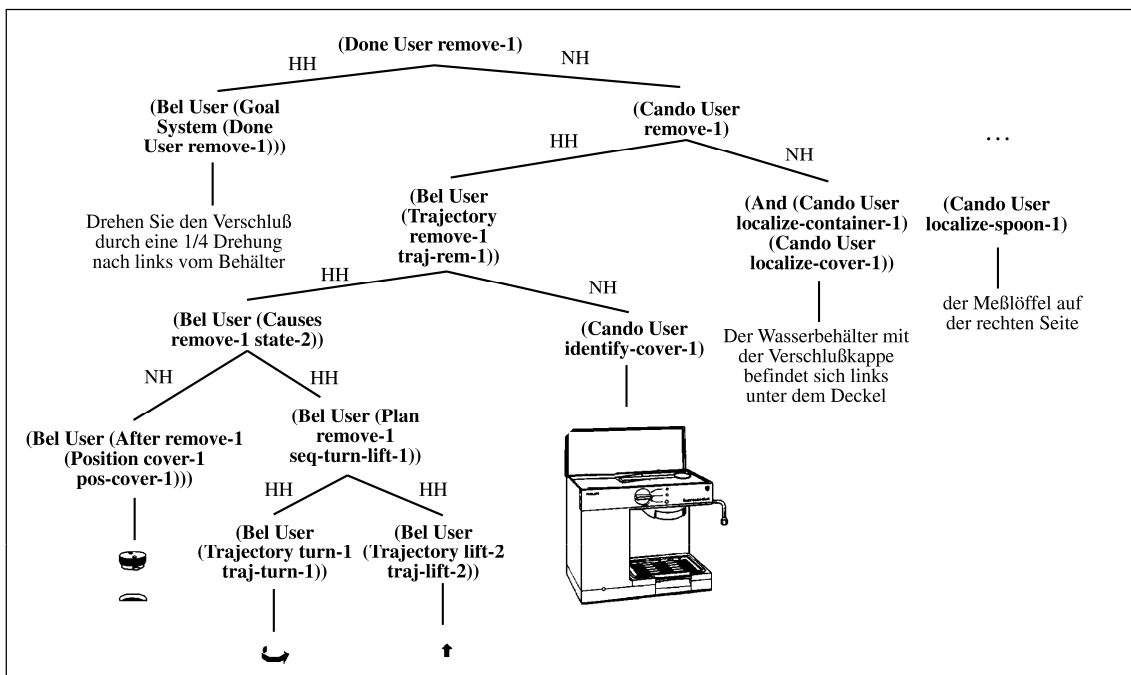 (Done User remove-1)
HH
NH
(Bel User (Goal
System (Done
User remove-1)))
(Cando User
remove-1)
...
HH
NH
Drehen Sie den Verschluß
durch eine 1/4 Drehung
nach links vom Behälter
(Bel User
(Trajectory
remove-1
traj-rem-1))
(And (Cando User
localize-container-1)
(Cando User
localize-cover-1))
(Cando User
localize-spoon-1)
HH
NH
der Meßlöffel auf
der rechten Seite
(Bel User (Causes
remove-1 state-2))
(Cando User
identify-cover-1)
Der Wasserbehälter mit
der Verschlußkappe
befindet sich links
unter dem Deckel
NH
HH
(Bel User (After remove-1
(Position cover-1
pos-cover-1)))
(Bel User (Plan
remove-1
seq-turn-lift-1))
HH
HH
(Bel User
(Trajectory turn-1
traj-turn-1))
(Bel User
(Trajectory lift-2
traj-lift-2))